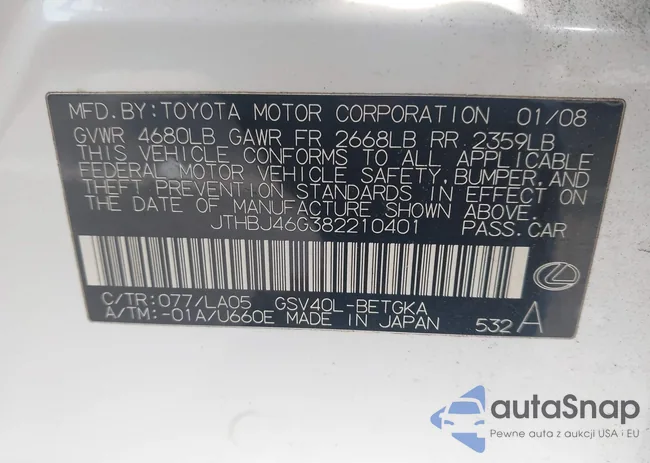 MFD. BY: TOYOTA MOTOR CORPORATION 01/08
GVWR 4680LB GAWR FR 2668LB RR 2359LB
THIS VEHICLE CONFORMS TO ALL APPLICABLE
FEDERAL MOTOR VEHICLE SAFETY, BUMPER, AND
THEFT PREVENTION STANDARDS IN EFFECT ON
THE DATE OF MANUFACTURE SHOWN ABOVE.
JTHBJ46G382210401 PASS. CAR
C/TR: 077/LA05 GSV40L-BETGKA
A/TM: -01A/U660E MADE IN JAPAN 532 A
autaSnap
Pewne auta z aukcji USA i EU